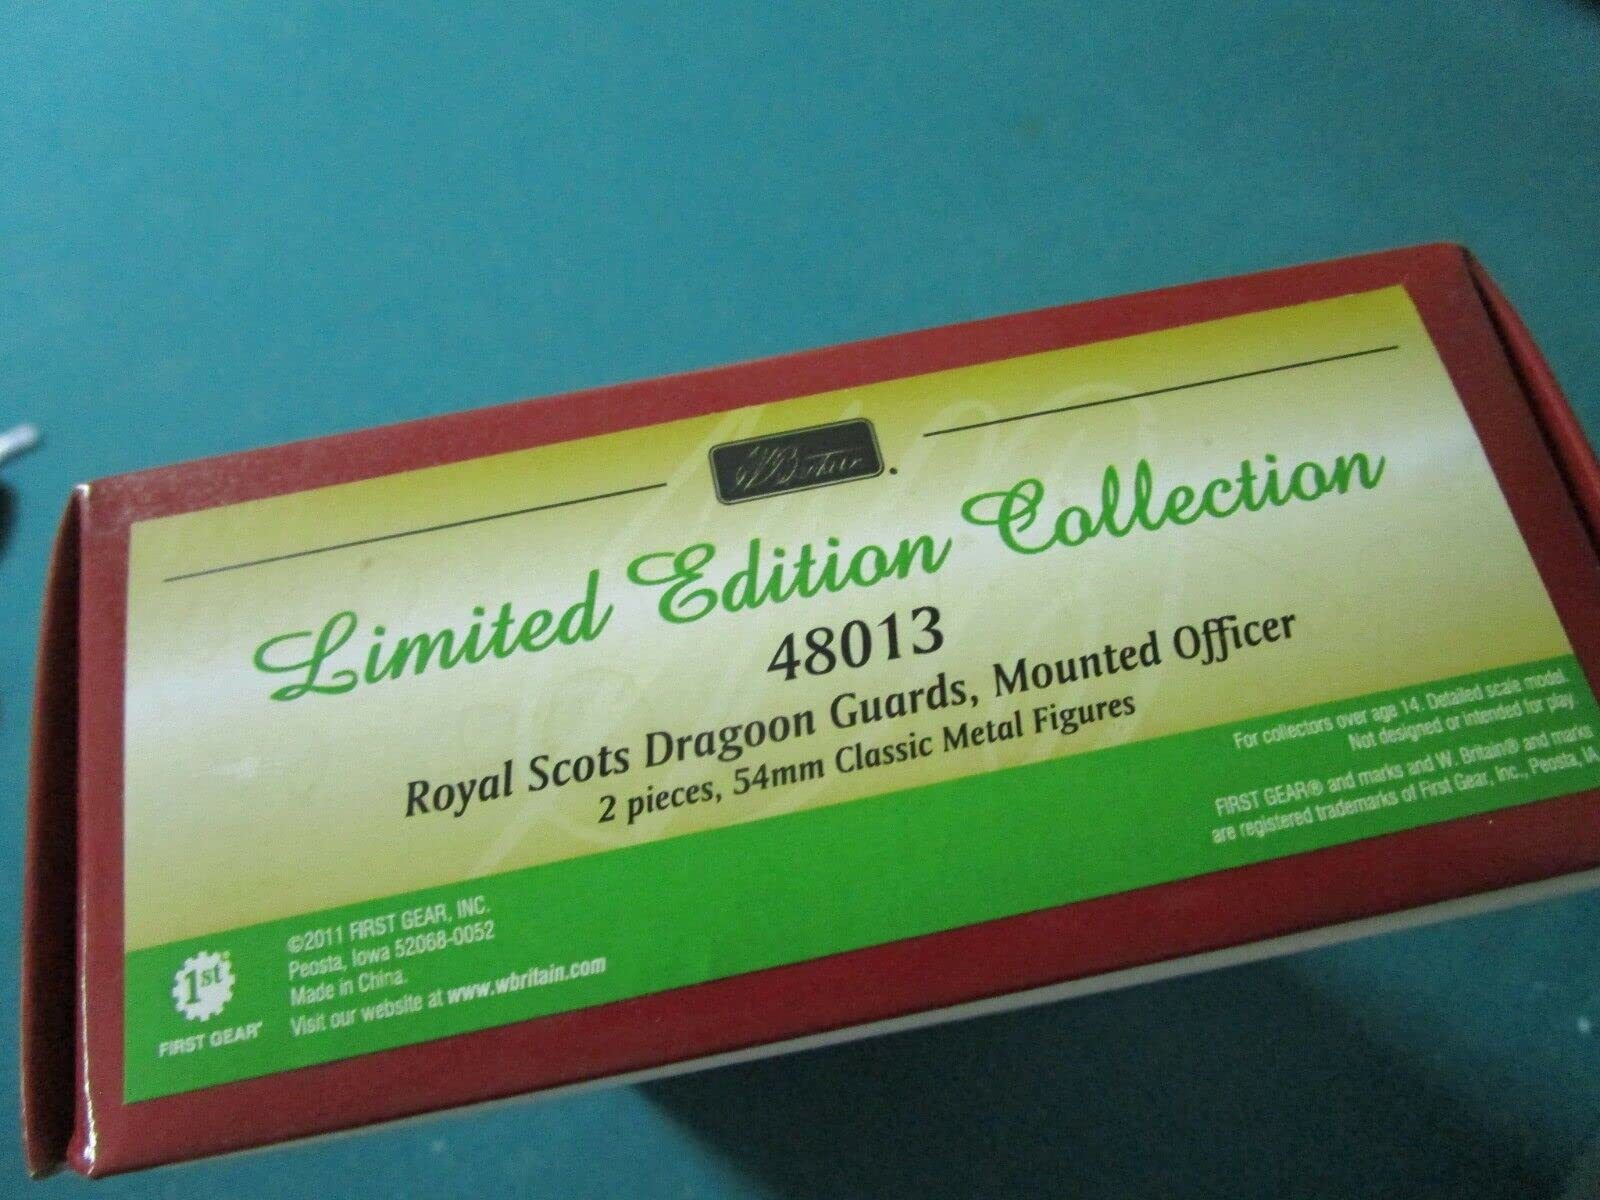 W Britain.
Limited Edition Collection
48013
Royal Scots Dragoon Guards, Mounted Officer
2 pieces, 54mm Classic Metal Figures
For collectors over age 14. Detailed scale model.
Not designed or intended for play.
FIRST GEAR® and marks and W. Britain® and marks
are registered trademarks of First Gear, Inc., Peosta, IA
©2011 FIRST GEAR, INC.
Peosta, Iowa 52068-0052
Made in China.
Visit our website at www.wbritain.com
1st
FIRST GEAR